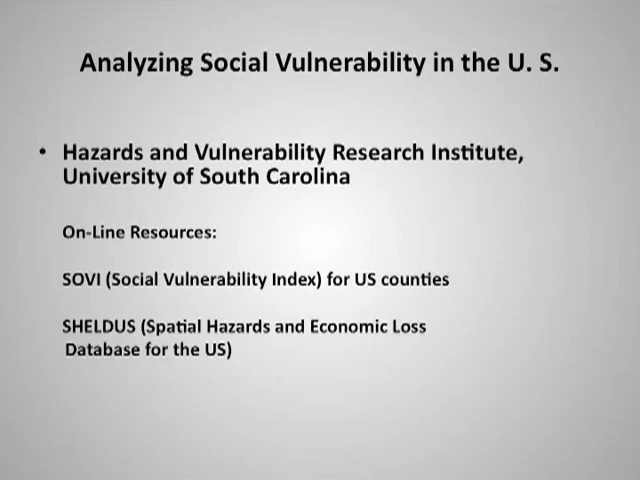 Analyzing Social Vulnerability in the U. S.
• Hazards and Vulnerability Research Institute,
University of South Carolina
On-Line Resources:
SOVI (Social Vulnerability Index) for US counties
SHELDUS (Spatial Hazards and Economic Loss
Database for the US)